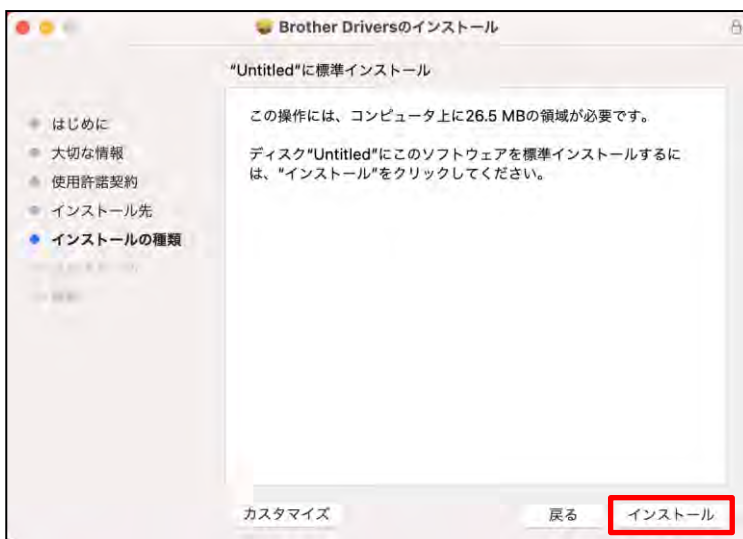 Brother Driversのインストール
“Untitled”に標準インストール
はじめに
大切な情報
使用許諾契約
インストール先
インストールの種類
この操作には、コンピュータ上に26.5 MBの領域が必要です。
ディスク“Untitled”にこのソフトウェアを標準インストールするに
は、“インストール”をクリックしてください。
カスタマイズ
戻る
インストール